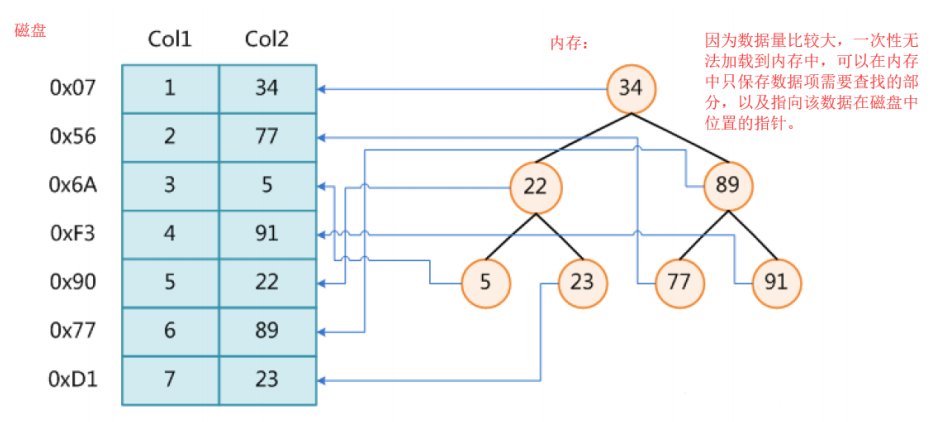 磁盘
Col1 Col2
内存：
因为数据量比较大，一次性无
法加载到内存中，可以在内存
中只保存数据项需要查找的部
分，以及指向该数据在磁盘中
位置的指针。
0x07 1 34
0x56 2 77
0x6A 3 5
0xF3 4 91
0x90 5 22
0x77 6 89
0xD1 7 23
34
22 89
5 23 77 91